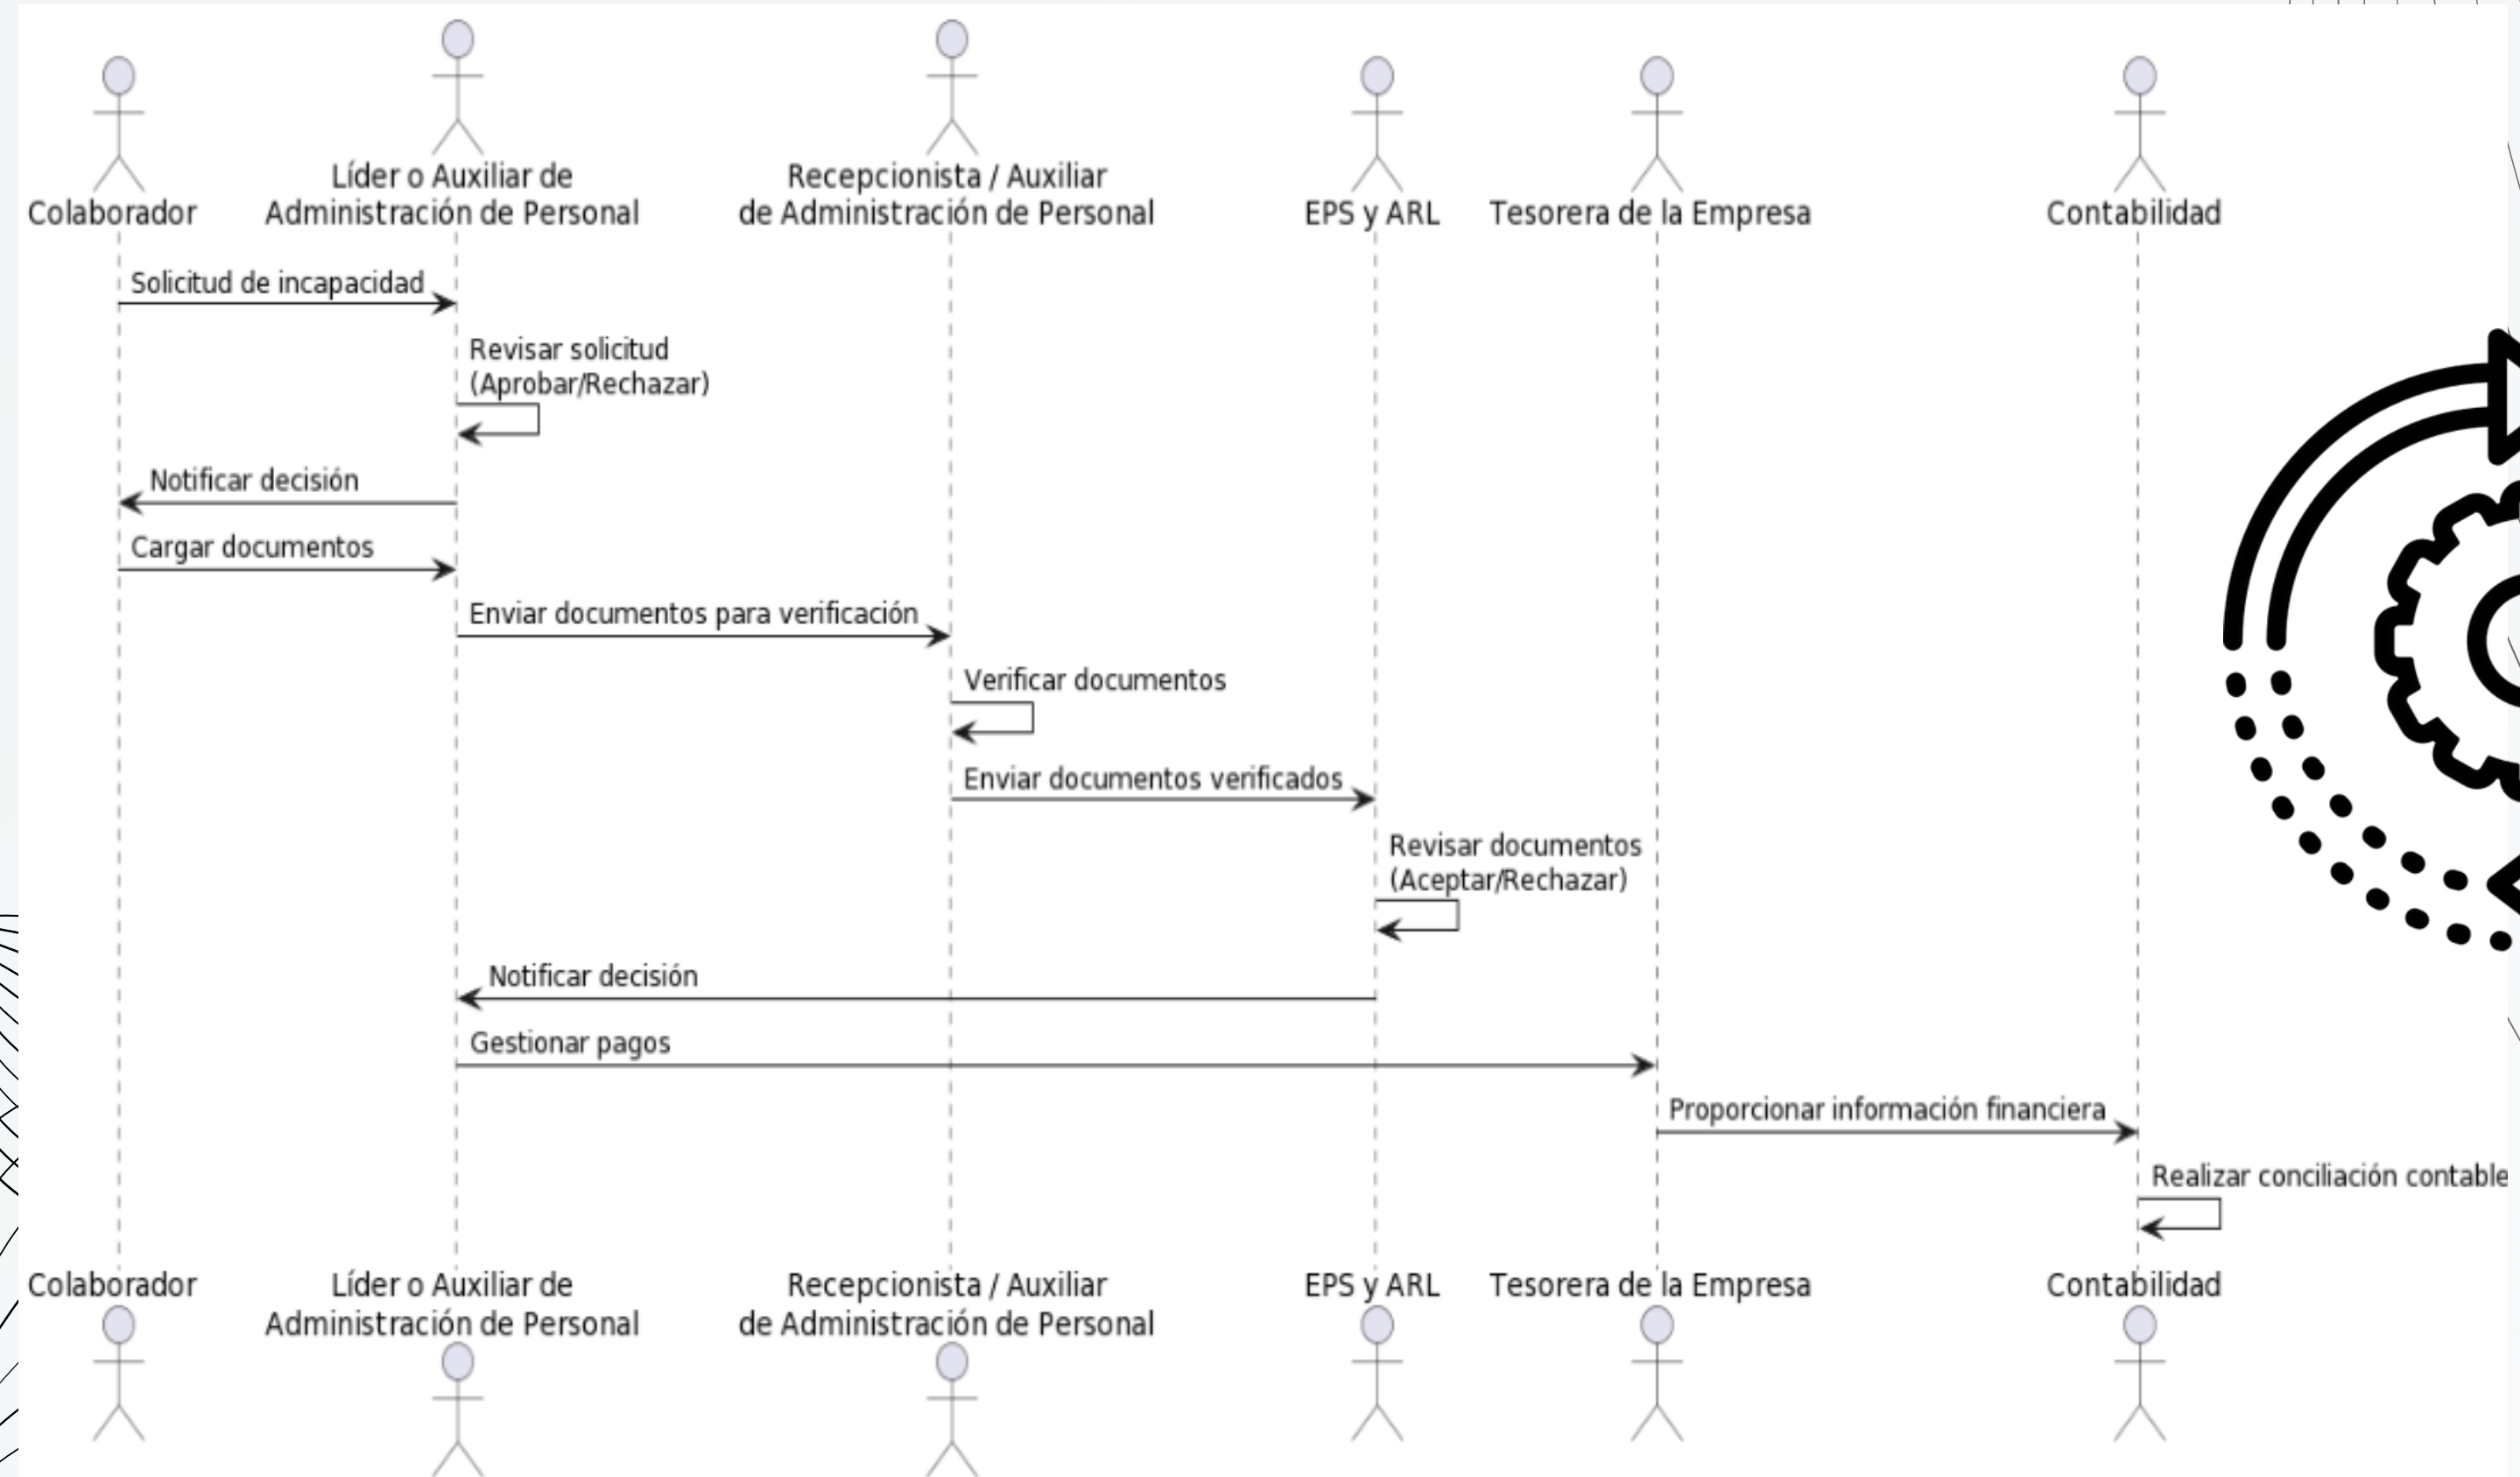 Líder o Auxiliar de
Recepcionista / Auxiliar
Colaborador
Administración de Personal
de Administración de Personal
EPS y ARL
Tesorera de la Empresa
Contabilidad
Solicitud de incapacidad
Revisar solicitud
(Aprobar/Rechazar)
Notificar decisión
Cargar documentos
Enviar documentos para verificación
Verificar documentos
Enviar documentos verificados
Revisar documentos
(Aceptar/Rechazar)
Notificar decisión
Gestionar pagos
Proporcionar información financiera
Realizar conciliación contable
Colaborador
Líder o Auxiliar de
Recepcionista / Auxiliar
EPS y ARL
Tesorera de la Empresa
Contabilidad
Administración de Personal
de Administración de Personal